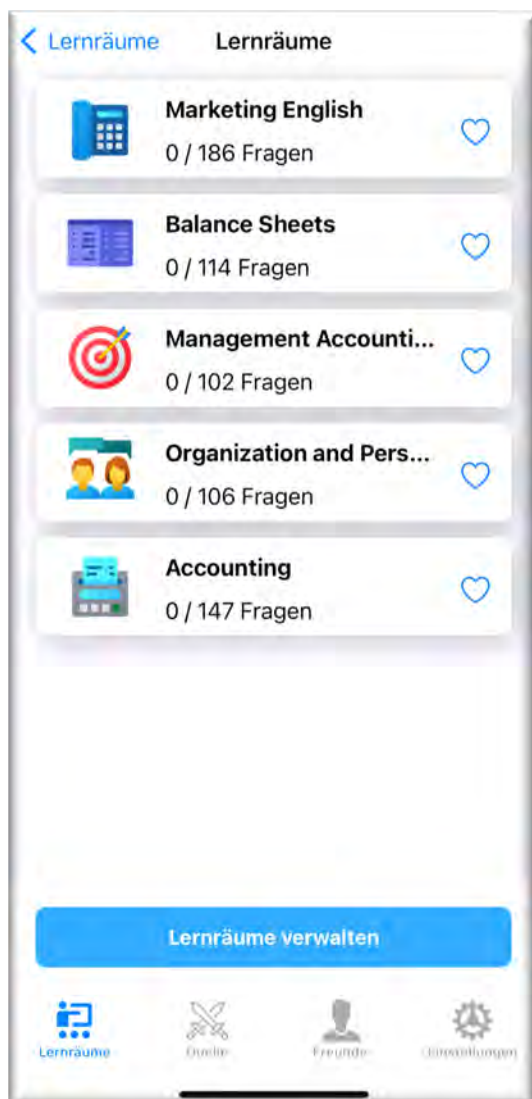 Lernräume Lernräume
Marketing English
0 / 186 Fragen
Balance Sheets
0 / 114 Fragen
Management Accounti...
0 / 102 Fragen
Organization and Pers...
0 / 106 Fragen
Accounting
0 / 147 Fragen
Lernräume verwalten
Lernräume Duelle Freunde Einstellungen